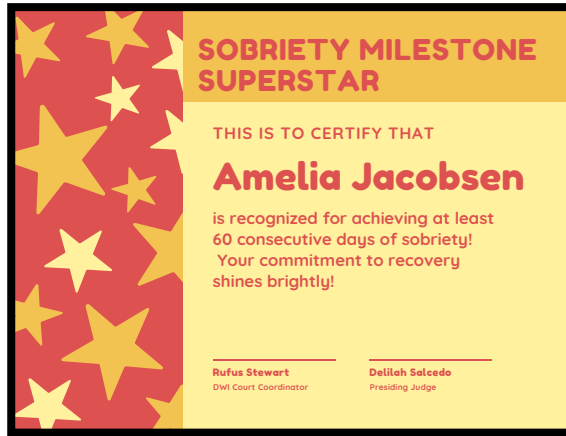 SOBRIETY MILESTONE
SUPERSTAR
THIS IS TO CERTIFY THAT
Amelia Jacobsen
is recognized for achieving at least
60 consecutive days of sobriety!
Your commitment to recovery
shines brightly!
Rufus Stewart
DWI Court Coordinator
Delilah Salcedo
Presiding Judge